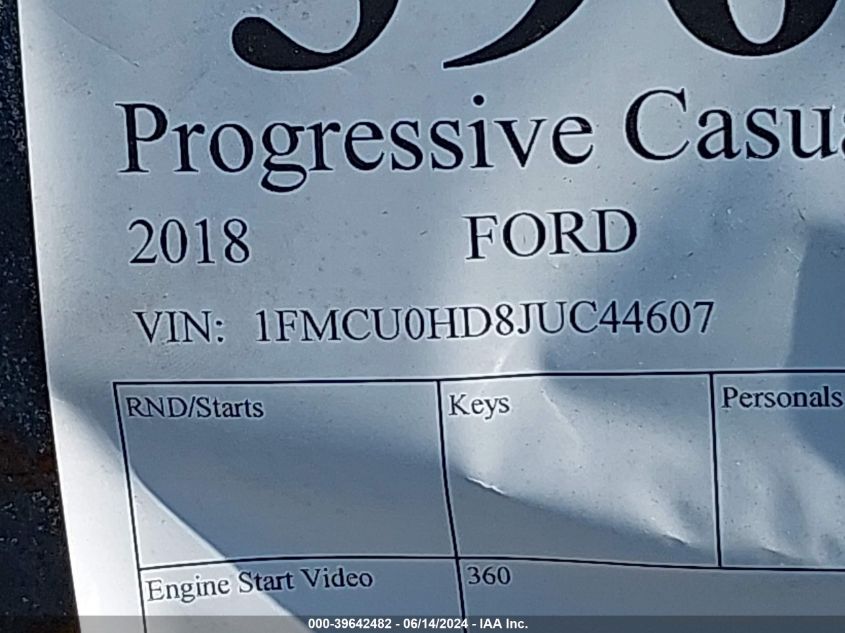 Progressive
2018 FORD
VIN: 1FMCU0HD8JUC44607
RND/Starts Keys Personals
Engine Start Video 360
000-39642482 - 06/14/2024 - IAA Inc.